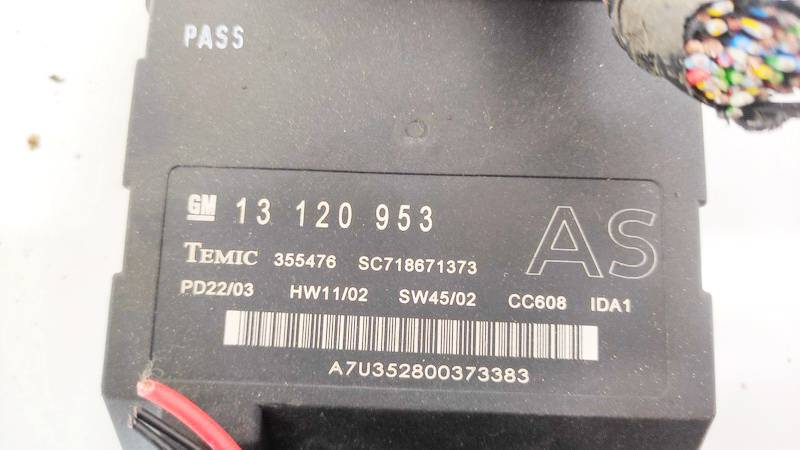 PASS
GM 13 120 953 AS
TEMIC 355476 SC718671373
PD22/03 HW11/02 SW45/02 CC608 IDA1
A7U352800373383